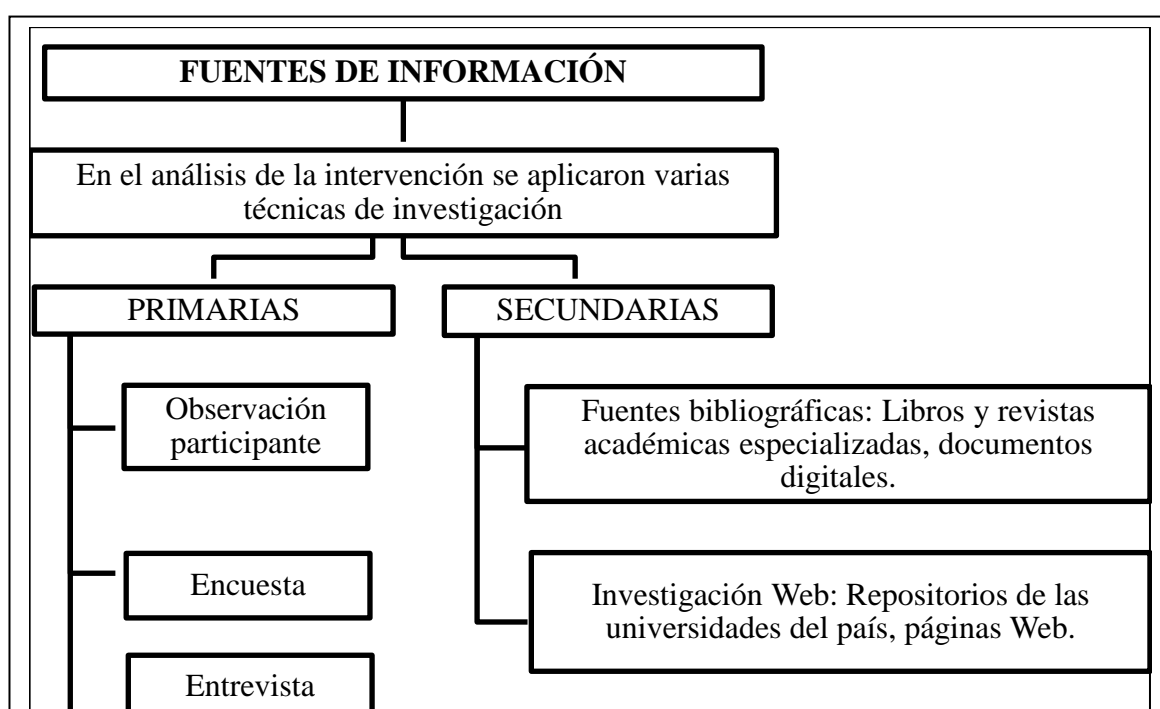 FUENTES DE INFORMACIÓN
En el análisis de la intervención se aplicaron varias
técnicas de investigación
PRIMARIAS
Observación
participante
Encuesta
Entrevista
SECUNDARIAS
Fuentes bibliográficas: Libros y revistas
académicas especializadas, documentos
digitales.
Investigación Web: Repositorios de las
universidades del país, páginas Web.